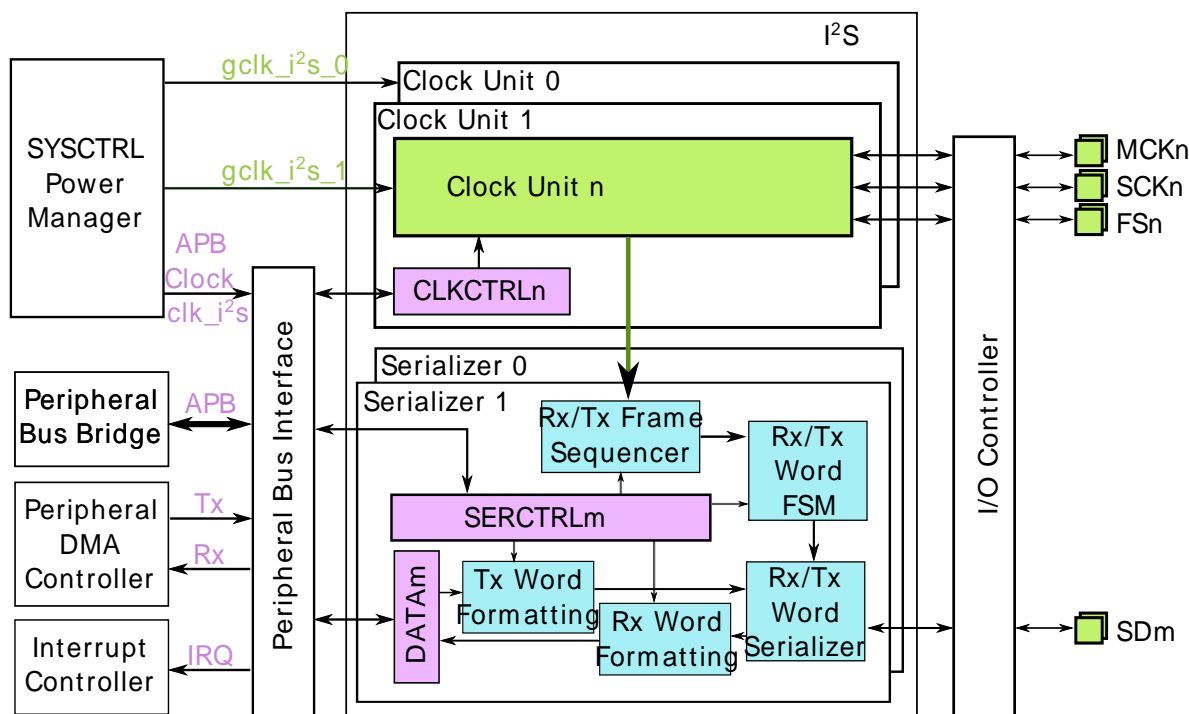 I²S
gclk_i²s_0
Clock Unit 0
Clock Unit 1
SYSCTRL
Power
Manager
gclk_i²s_1
Clock Unit n
MCKn
SCKn
FSn
APB
Clock
clk_i²s
CLKCTRLn
Peripheral Bus Interface
I/O Controller
Serializer 0
Serializer 1
Peripheral
Bus Bridge
APB
Rx/Tx Frame
Sequencer
Rx/Tx
Word
FSM
Peripheral
DMA
Controller
Tx
Rx
SERCTRLm
DATAm
Tx Word
Formatting
Rx Word
Formatting
Rx/Tx
Word
Serializer
Interrupt
Controller
IRQ
SDm